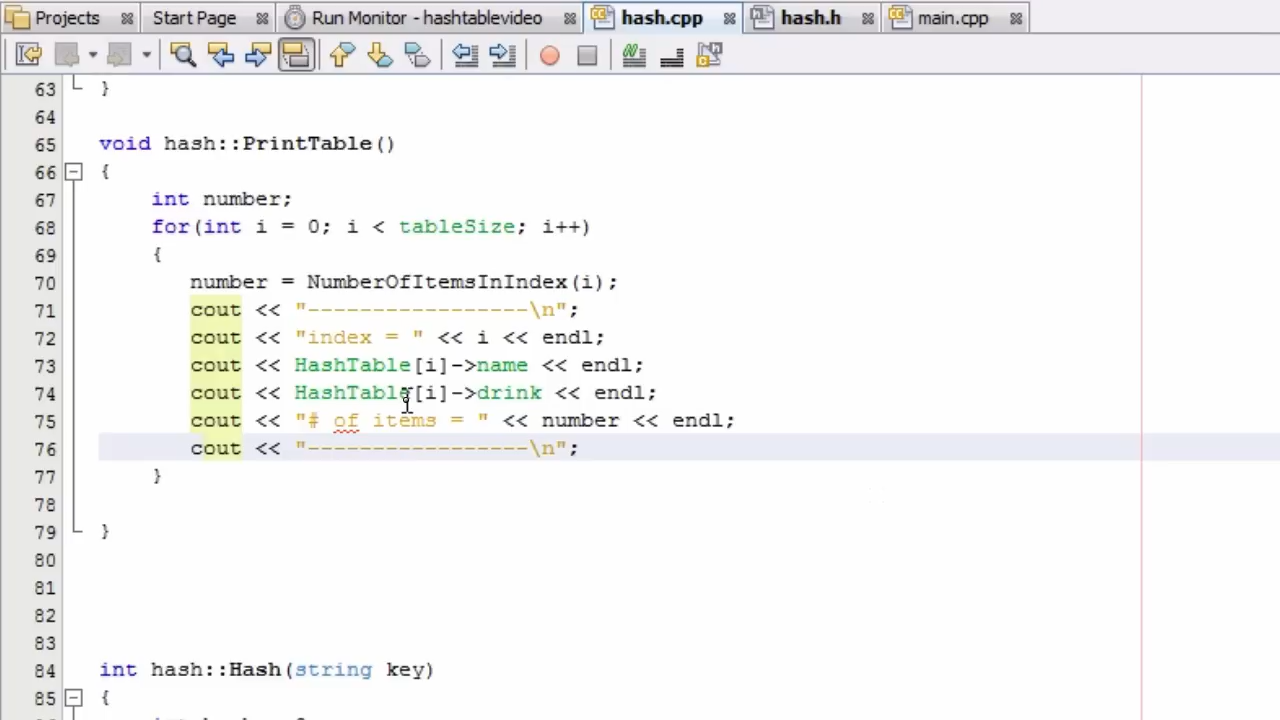 Projects Start Page Run Monitor - hashtablevideo hash.cpp hash.h main.cpp
63 }
64
65 void hash::PrintTable()
66 {
67 int number;
68 for(int i = 0; i < tableSize; i++)
69 {
70 number = NumberOfItemsInIndex(i);
71 cout << "-----------------\n";
72 cout << "index = " << i << endl;
73 cout << HashTable[i]->name << endl;
74 cout << HashTable[i]->drink << endl;
75 cout << "# of items = " << number << endl;
76 cout << "-----------------\n";
77 }
78
79 }
80
81
82
83
84 int hash::Hash(string key)
85 {